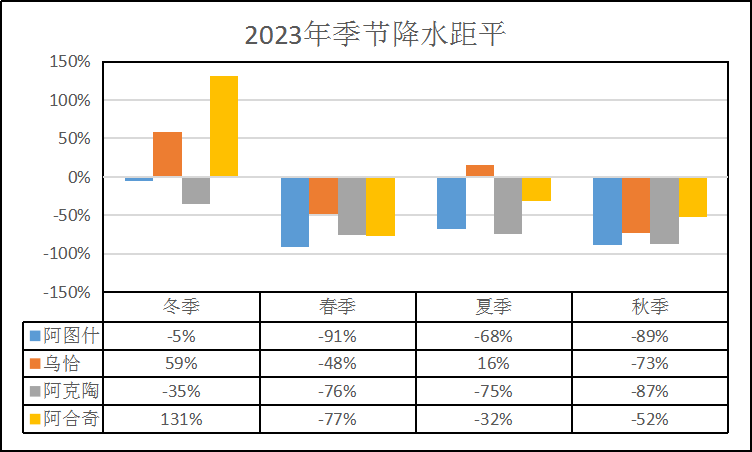 2023年季节降水距平
150%
100%
50%
0%
-50%
-100%
-150%
冬季 春季 夏季 秋季
阿图什 -5% -91% -68% -89%
乌恰 59% -48% 16% -73%
阿克陶 -35% -76% -75% -87%
阿合奇 131% -77% -32% -52%